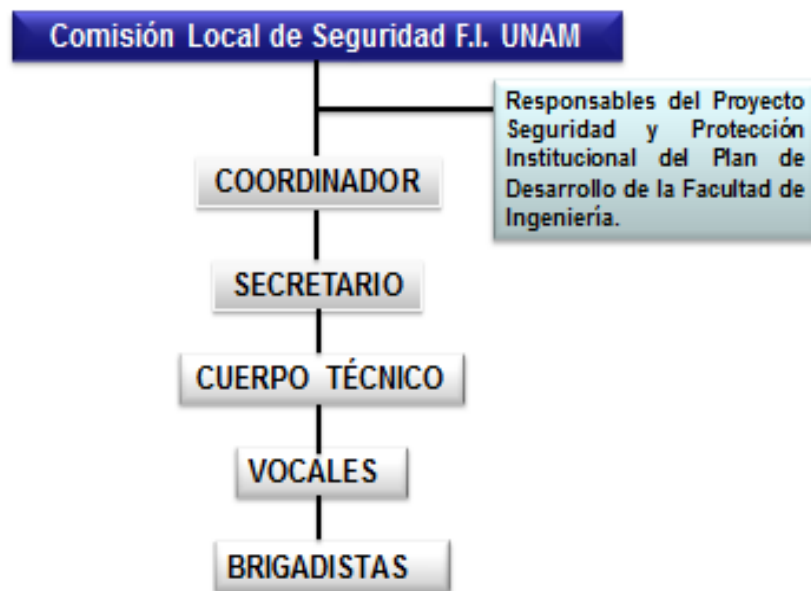 Comisión Local de Seguridad F.I. UNAM
Responsables del Proyecto
Seguridad y Protección
Institucional del Plan de
Desarrollo de la Facultad de
Ingeniería.
COORDINADOR
SECRETARIO
CUERPO TÉCNICO
VOCALES
BRIGADISTAS